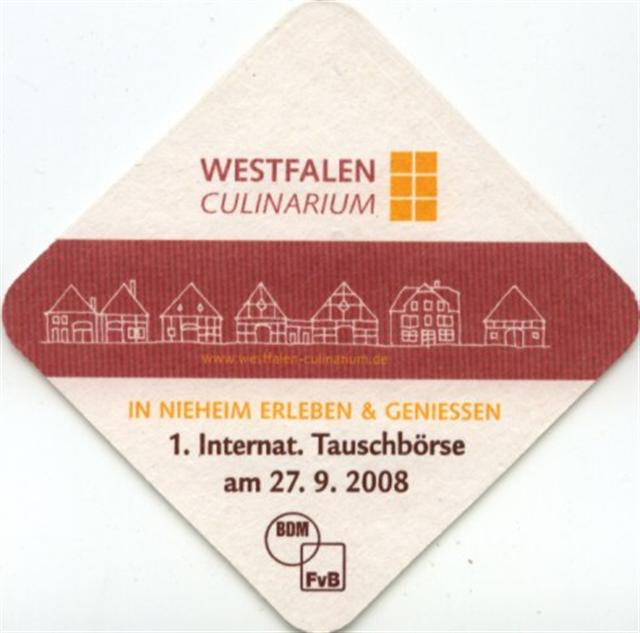 WESTFALEN
CULINARIUM
www.westfalen-culinarium.de
IN NIEHEIM ERLEBEN & GENIESSEN
1. Internat. Tauschbörse
am 27. 9. 2008
BDM
FvB